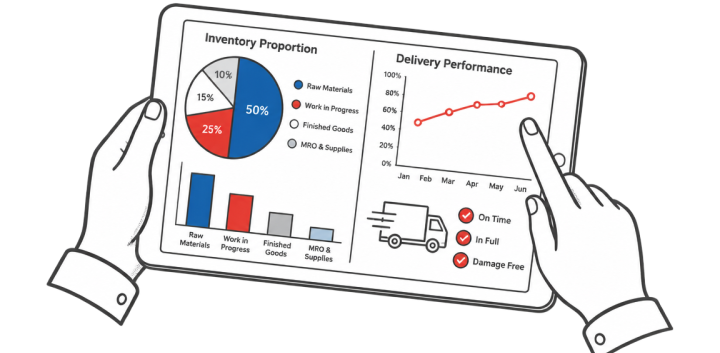 Inventory Proportion
10%
15%
50%
25%
Raw Materials
Work in Progress
Finished Goods
MRO & Supplies
Raw
Materials
Work in
Progress
Finished
Goods
MRO &
Supplies
Delivery Performance
100%
80%
60%
40%
20%
0%
Jan Feb Mar Apr May Jun
On Time
In Full
Damage Free